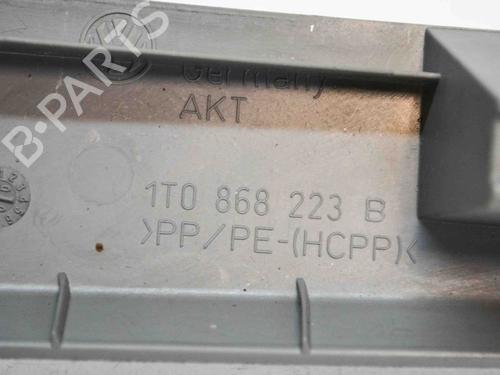 B-PARTS
Germany
AKT
1T0 868 223 B
>PP/PE-(HCPP)<